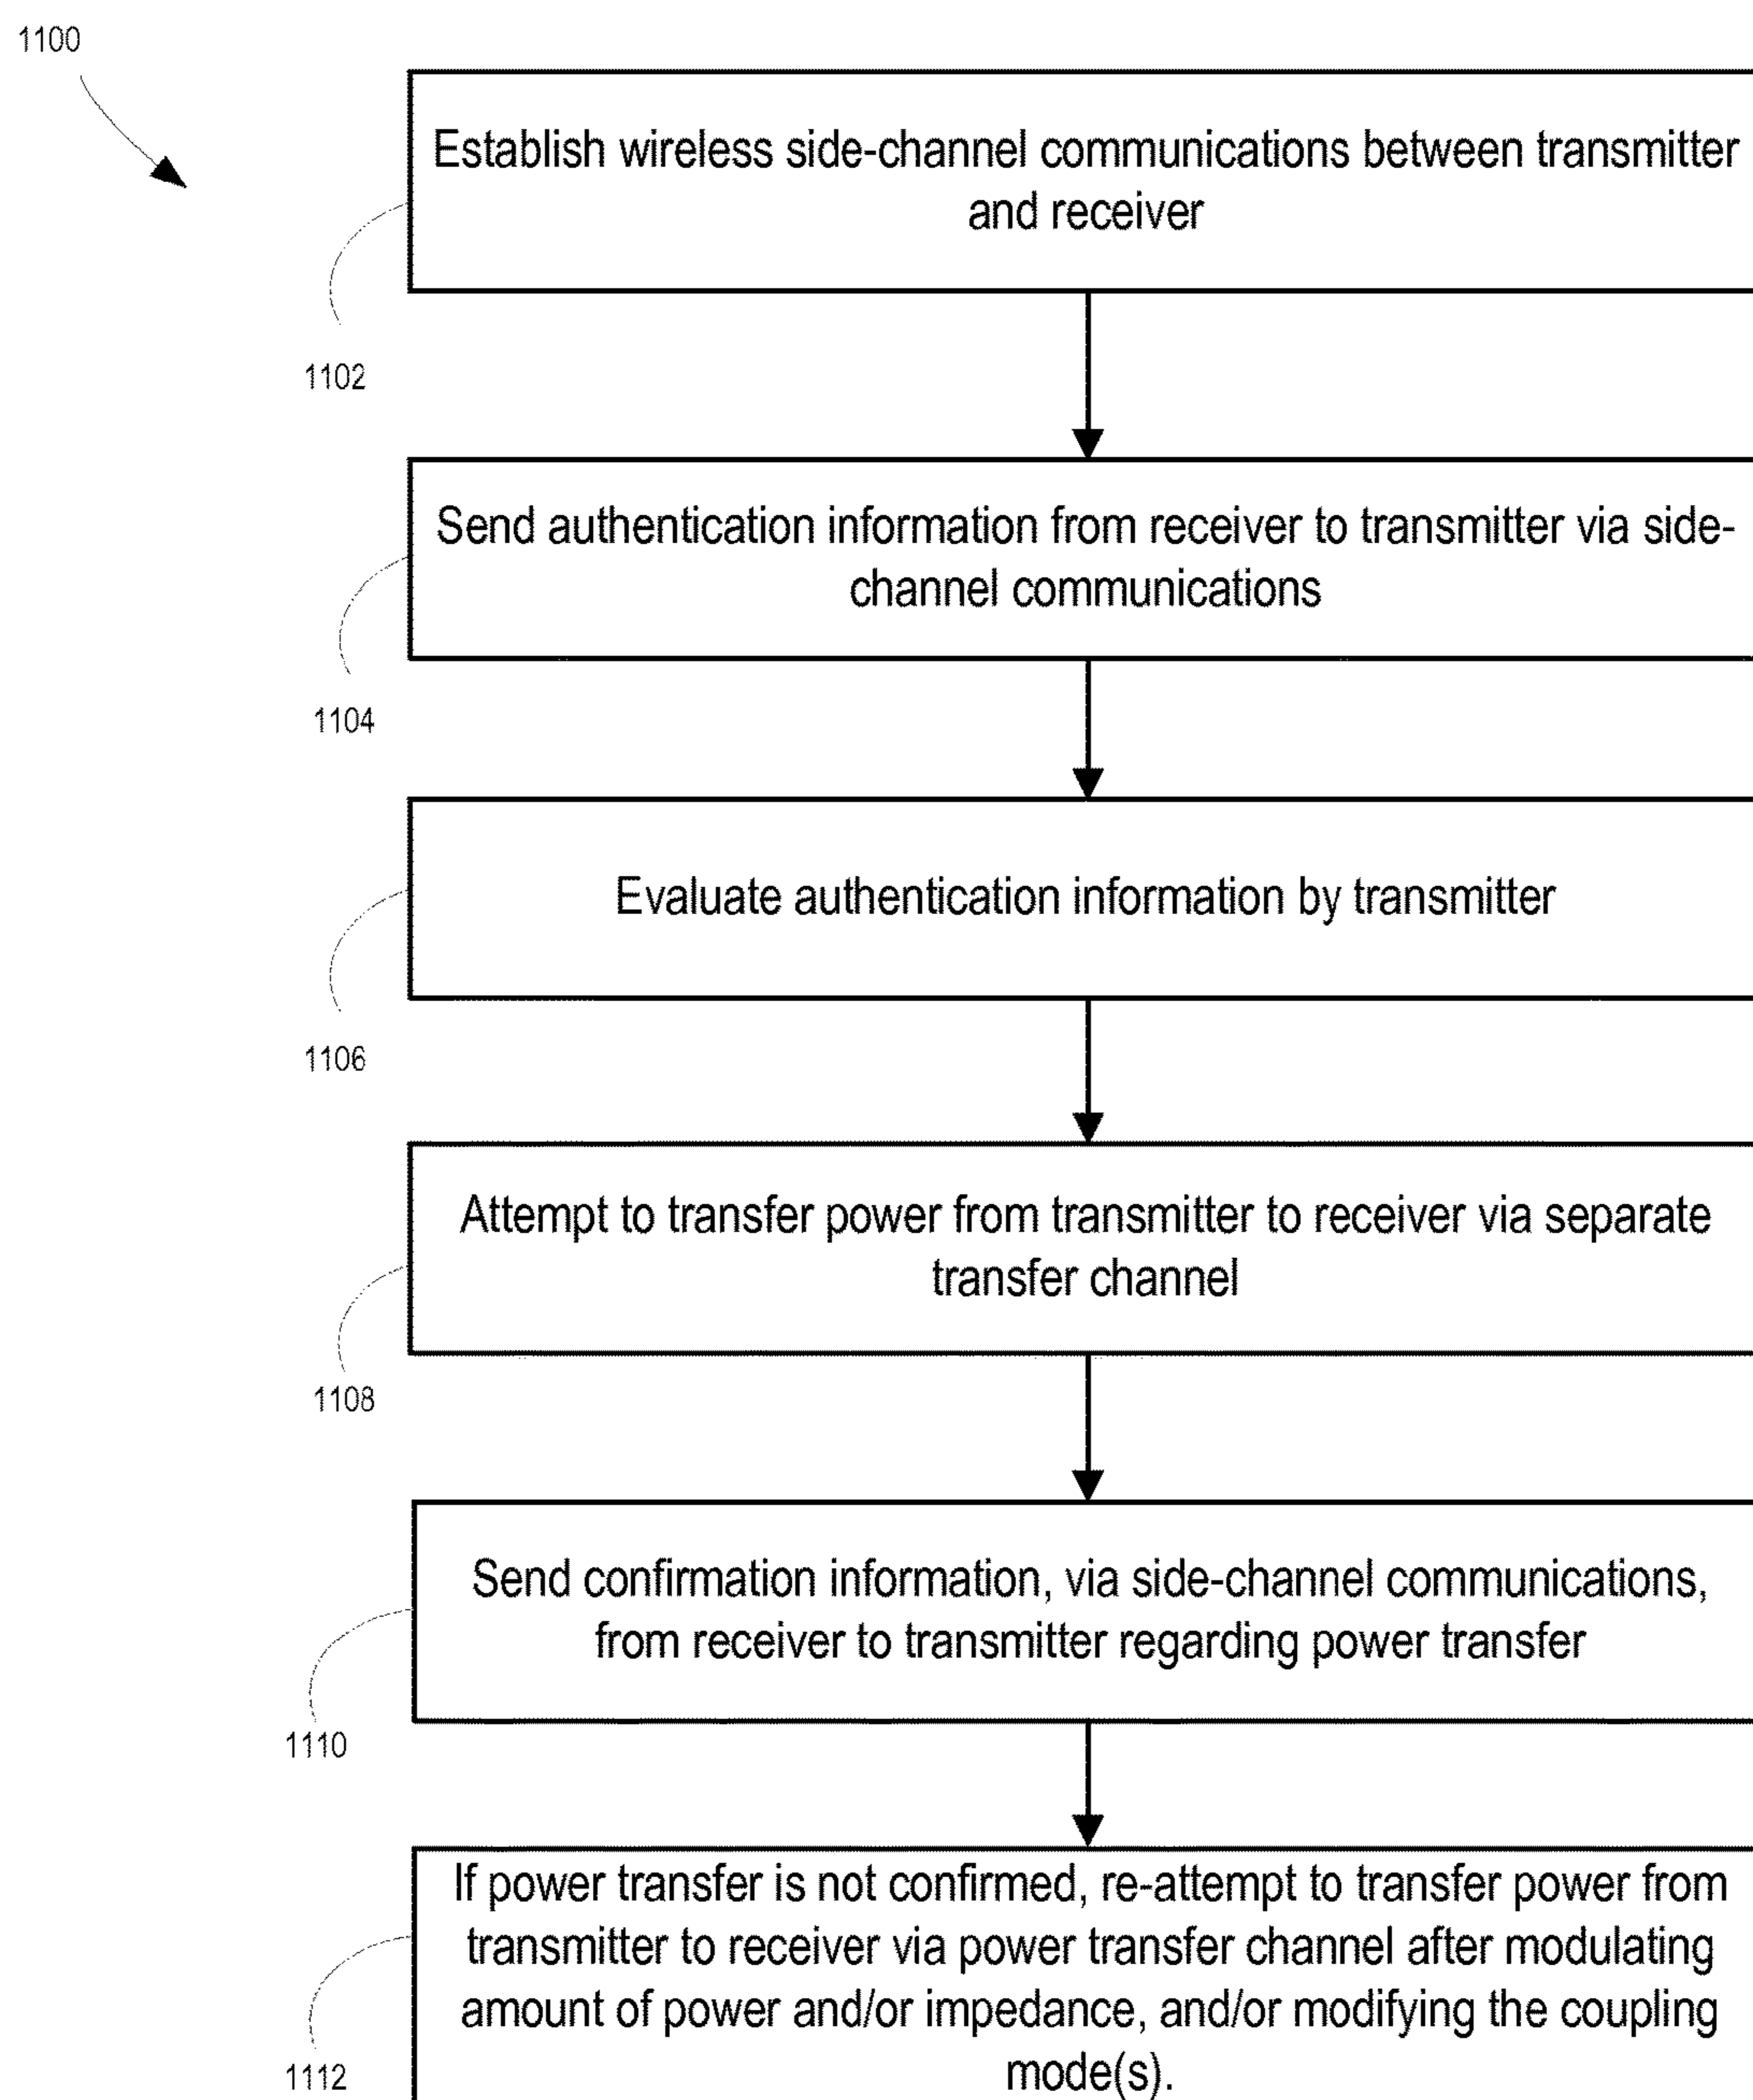 1100
Establish wireless side-channel communications between transmitter
and receiver
1102
Send authentication information from receiver to transmitter via side-
channel communications
1104
Evaluate authentication information by transmitter
1106
Attempt to transfer power from transmitter to receiver via separate
transfer channel
1108
Send confirmation information, via side-channel communications,
from receiver to transmitter regarding power transfer
1110
If power transfer is not confirmed, re-attempt to transfer power from
transmitter to receiver via power transfer channel after modulating
amount of power and/or impedance, and/or modifying the coupling
mode(s).
1112